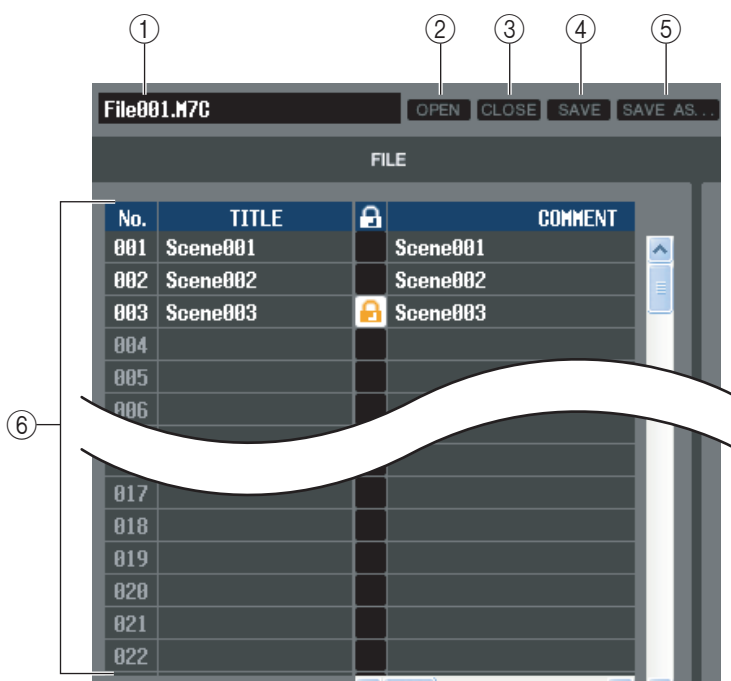 ① ② ③ ④ ⑤
File001.M7C OPEN CLOSE SAVE SAVE AS...
FILE
No. TITLE COMMENT
001 Scene001 Scene001
002 Scene002 Scene002
003 Scene003 Scene003
004
005
006
⑥
017
018
019
020
021
022